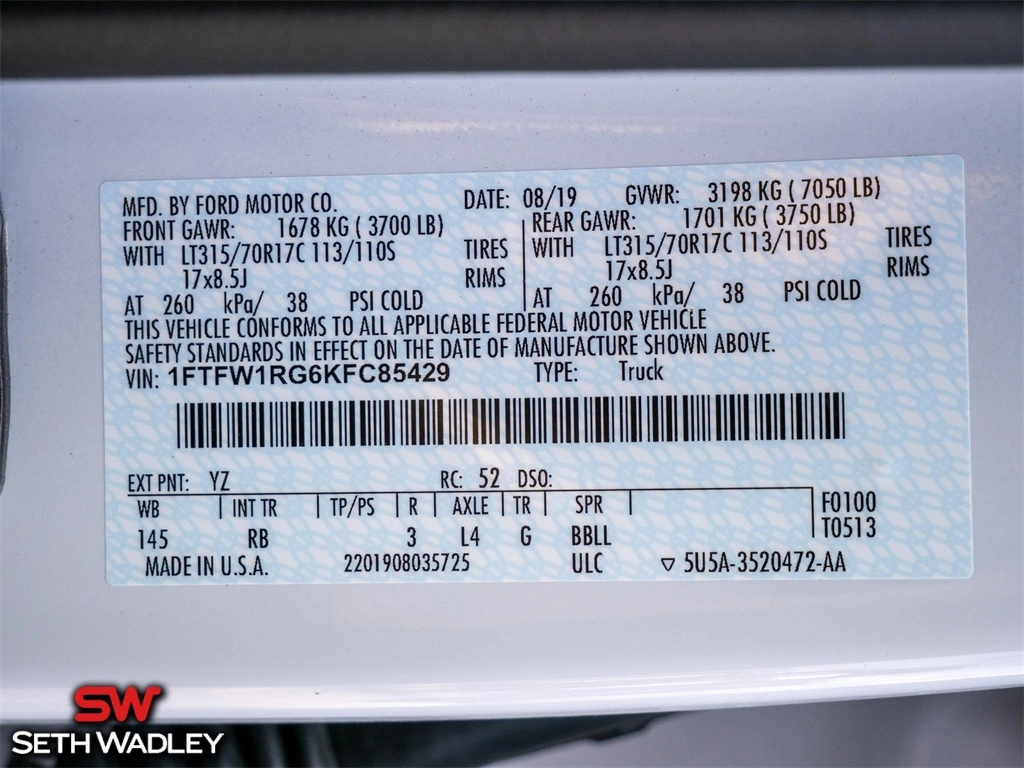 MFD. BY FORD MOTOR CO. DATE: 08/19 GVWR: 3198 KG ( 7050 LB)
FRONT GAWR: 1678 KG ( 3700 LB) REAR GAWR: 1701 KG ( 3750 LB)
WITH LT315/70R17C 113/110S TIRES WITH LT315/70R17C 113/110S TIRES
17x8.5J RIMS 17x8.5J RIMS
AT 260 kPa/ 38 PSI COLD AT 260 kPa/ 38 PSI COLD
THIS VEHICLE CONFORMS TO ALL APPLICABLE FEDERAL MOTOR VEHICLE
SAFETY STANDARDS IN EFFECT ON THE DATE OF MANUFACTURE SHOWN ABOVE.
VIN: 1FTFW1RG6KFC85429 TYPE: Truck
EXT PNT: YZ RC: 52 DSO:
WB INT TR TP/PS R AXLE TR SPR F0100
145 RB 3 L4 G BBLL T0513
MADE IN U.S.A. 2201908035725 ULC ▽ 5U5A-3520472-AA
SW
SETH WADLEY